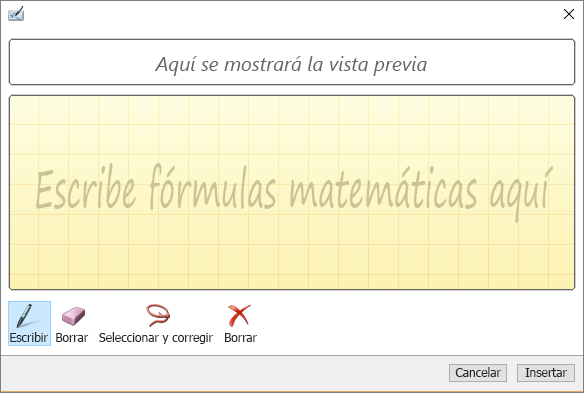 Aquí se mostrará la vista previa
Escribe fórmulas matemáticas aquí
Escribir Borrar Seleccionar y corregir Borrar
Cancelar Insertar